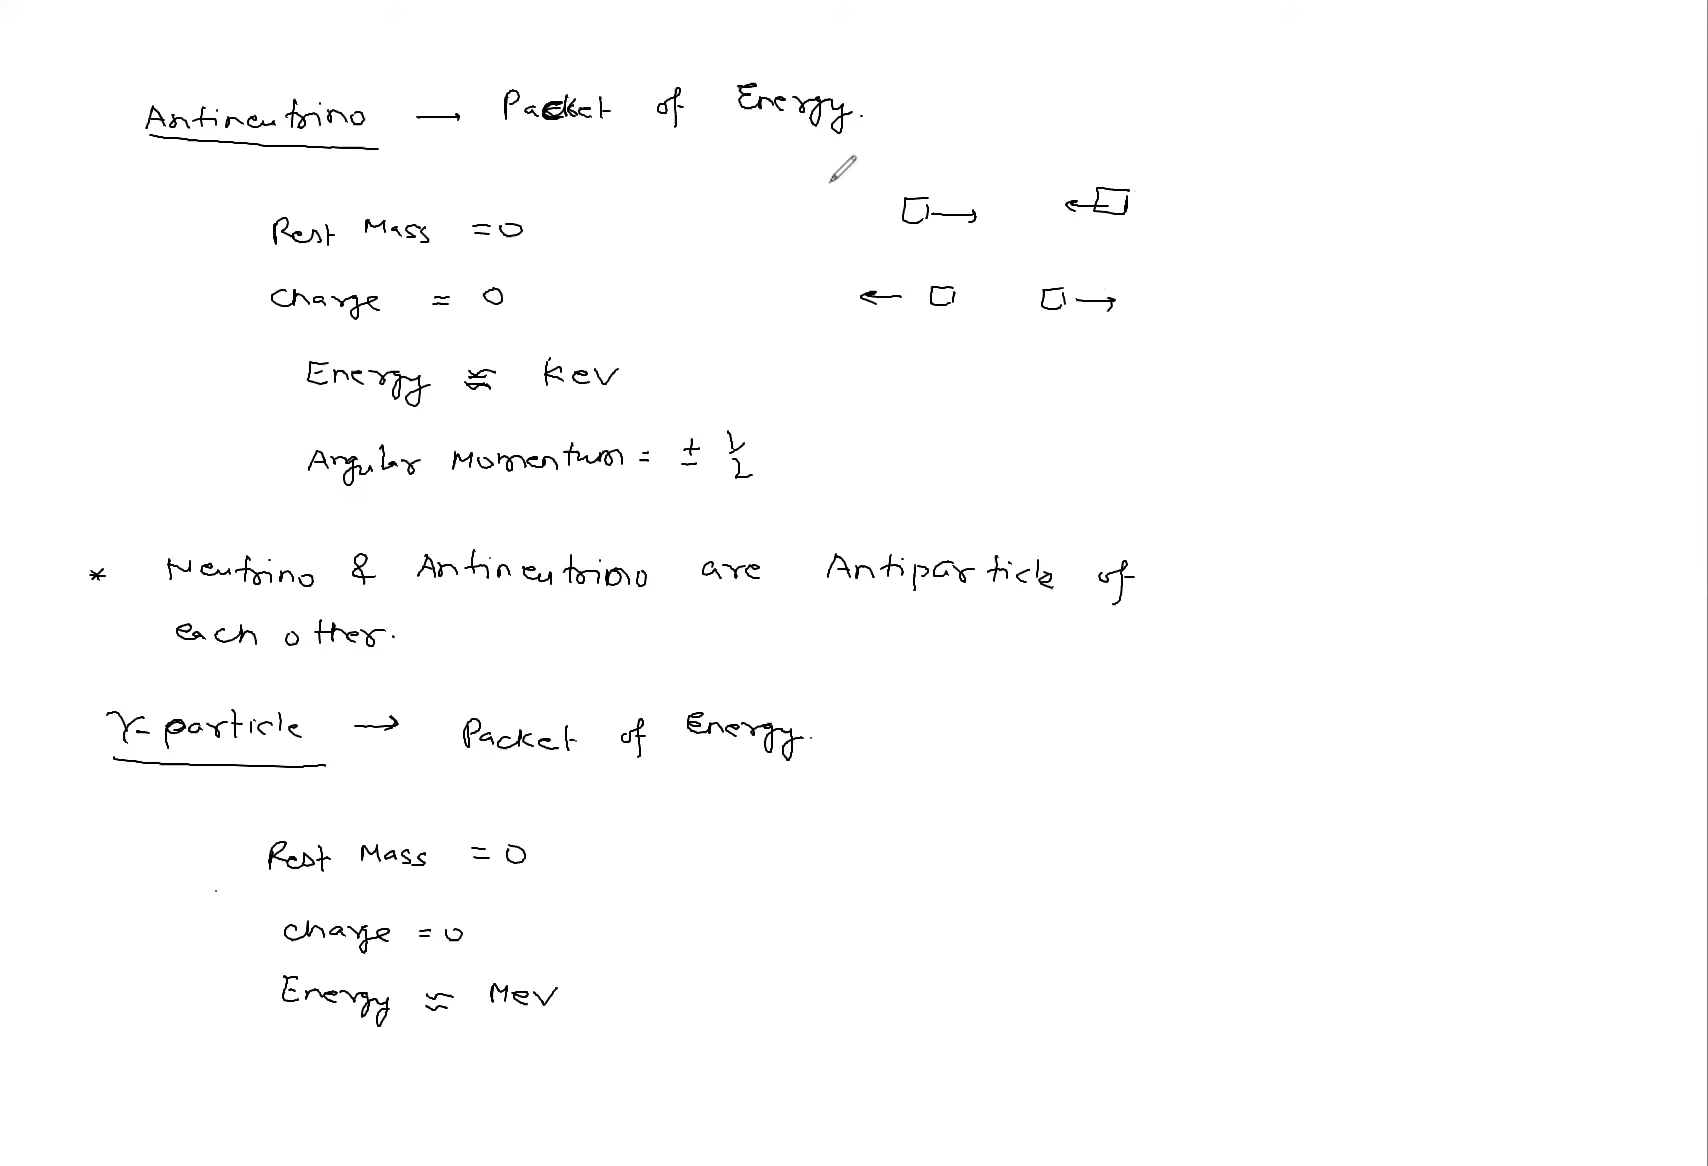 Antineutrino → Packet of Energy.
Rest Mass = 0
Charge = 0
Energy ≈ keV
Angular Momentum = ± 1/2
* Neutrino & Antineutrino are Antiparticle of
each other.
γ-particle → Packet of Energy.
Rest Mass = 0
charge = 0
Energy ≈ MeV